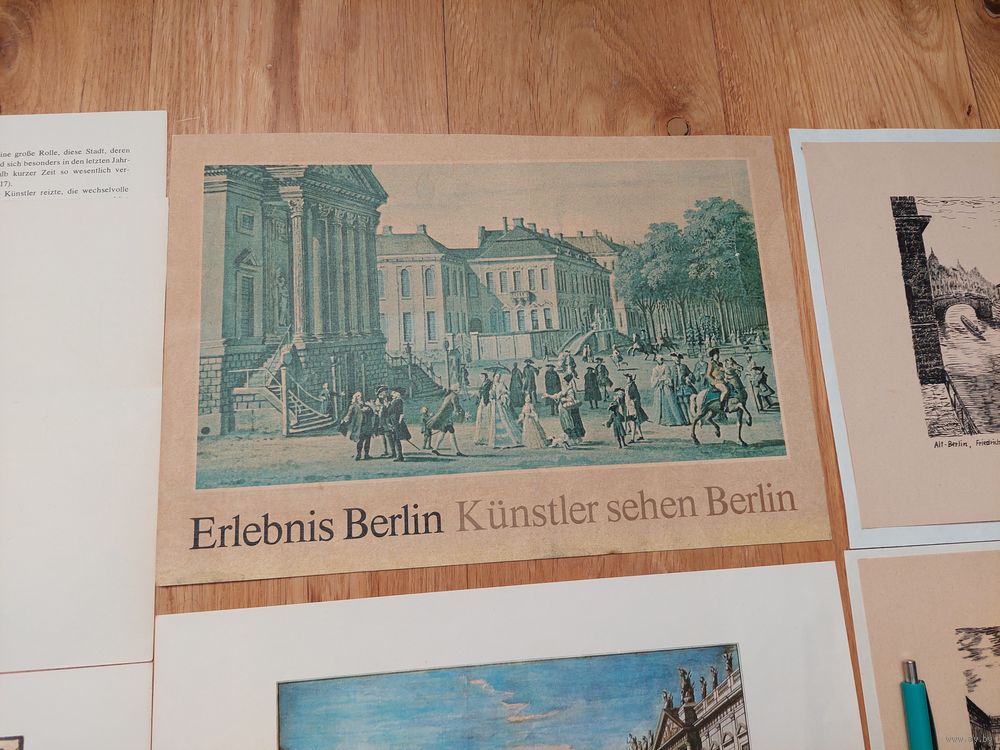 ine große Rolle, diese Stadt, deren
d sich besonders in den letzten Jahr-
alb kurzer Zeit so wesentlich ver-
17).
Künstler reizte, die wechselvolle
Erlebnis Berlin Künstler sehen Berlin
Alt-Berlin, Friedrichs